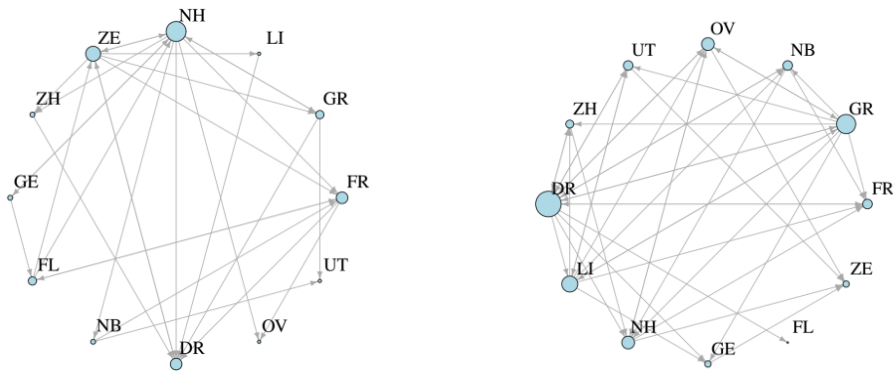 NH
ZE
LI
ZH
GR
GE
FR
FL
UT
NB
OV
DR
OV
UT
NB
ZH
GR
DR
FR
LI
ZE
NH
FL
GE